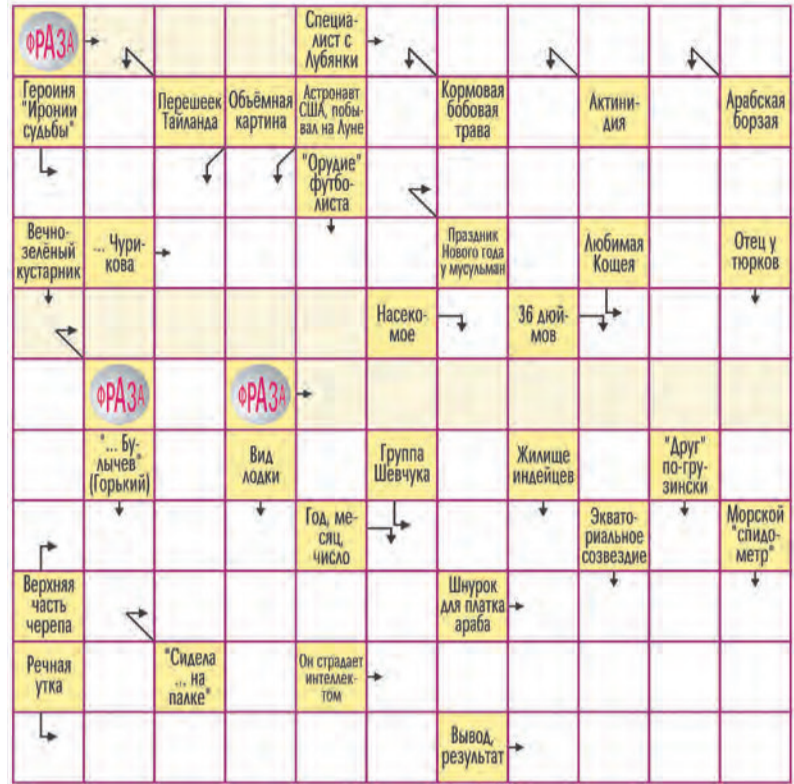 ФРАЗА
Специа-
лист с
Лубянки
Героиня
"Иронии
судьбы"
Перешеек
Таиланда
Объёмная
картина
Астронавт
США, побы-
вал на Луне
Кормовая
бобовая
трава
Актини-
дия
Арабская
борзая
"Орудие"
футбо-
листа
Вечно-
зелёный
кустарник
... Чури-
кова
Праздник
Нового года
у мусульман
Любимая
Кощея
Отец у
тюрков
Насеко-
мое
36 дюй-
мов
ФРАЗА
ФРАЗА
"... Бу-
лычев"
(Горький)
Вид
лодки
Группа
Шевчука
Жилище
индейцев
"Друг"
по-гру-
зински
Год, ме-
сяц,
число
Эквато-
риальное
созвездие
Морской
"спидо-
метр"
Верхняя
часть
черепа
Шнурок
для платка
араба
Речная
утка
"Сидела
... на
палке"
Он страдает
интеллек-
том
Вывод,
результат